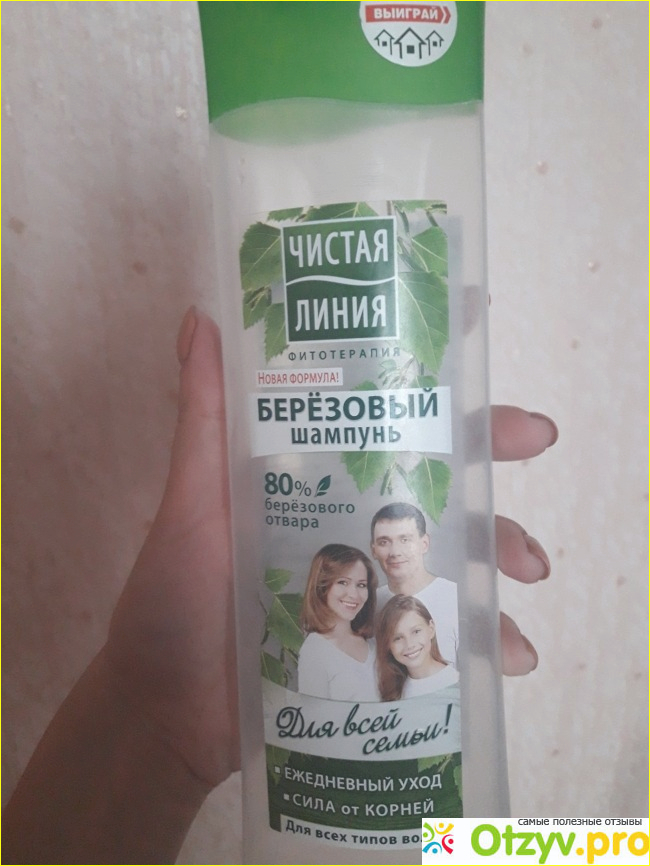 ВЫИГРАЙ
ЧИСТАЯ
ЛИНИЯ
ФИТОТЕРАПИЯ
НОВАЯ ФОРМУЛА!
БЕРЁЗОВЫЙ
шампунь
80%
берёзового
отвара
Для всей
семьи!
ЕЖЕДНЕВНЫЙ УХОД
СИЛА от КОРНЕЙ
Для всех типов
самые полезные отзывы
Otzyv.pro